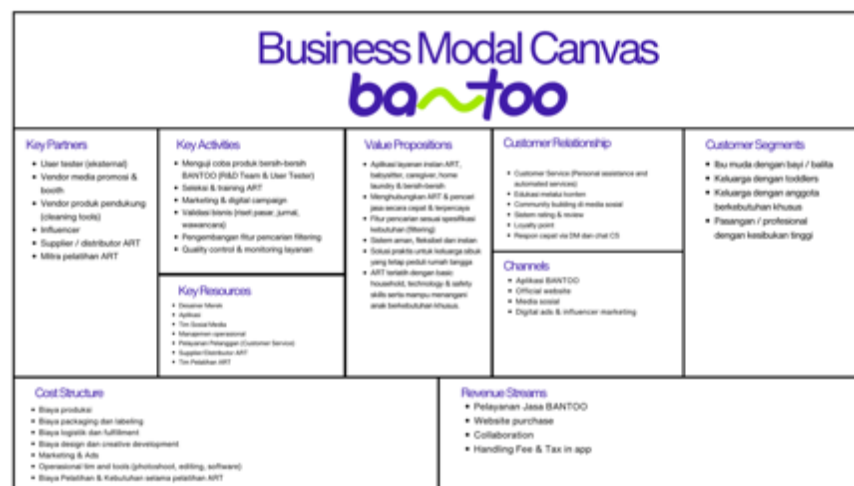 Business Modal Canvas
bantoo
Key Partners
User tester (eksternal)
Vendor media promosi &
booth
Vendor produk pendukung
(cleaning tools)
Influencer
Supplier / distributor ART
Mitra pelatihan ART
Key Activities
Menguji coba produk bersih-bersih
BANTOO (R&D Team & User Tester)
Seleksi & training ART
Marketing & digital campaign
Validasi bisnis (riset pasar, jurnal,
wawancara)
Pengembangan fitur pencarian filtering
Quality control & monitoring layanan
Key Resources
Desainer Merek
Aplikasi
Tim Sosial Media
Manajemen operasional
Pelayanan Pelanggan (Customer Service)
Supplier/Distributor ART
Tim Pelatihan ART
Value Propositions
Aplikasi layanan instan ART,
babysitter, caregiver, home
laundry & bersih-bersih
Menghubungkan ART & pencari
jasa secara cepat & terpercaya
Fitur pencarian sesuai spesifikasi
kebutuhan (filtering)
Sistem aman, fleksibel dan instan
Solusi praktis untuk keluarga sibuk
yang tetap peduli rumah tangga
ART terlatih dengan basic
household, technology & safety
skills serta mampu menangani
anak berkebutuhan khusus.
Customer Relationship
Customer Service (Personal assistance and
automated services)
Edukasi melalui konten
Community building di media sosial
Sistem rating & review
Loyalty point
Respon cepat via DM dan chat CS
Channels
Aplikasi BANTOO
Official website
Media sosial
Digital ads & influencer marketing
Customer Segments
Ibu muda dengan bayi / balita
Keluarga dengan toddlers
Keluarga dengan anggota
berkebutuhan khusus
Pasangan / profesional
dengan kesibukan tinggi
Cost Structure
Biaya produksi
Biaya packaging dan labeling
Biaya logistik dan fulfillment
Biaya design dan creative development
Marketing & Ads
Operasional tim and tools (photoshoot, editing, software)
Biaya Pelatihan & Kebutuhan selama pelatihan ART
Revenue Streams
Pelayanan Jasa BANTOO
Website purchase
Collaboration
Handling Fee & Tax in app